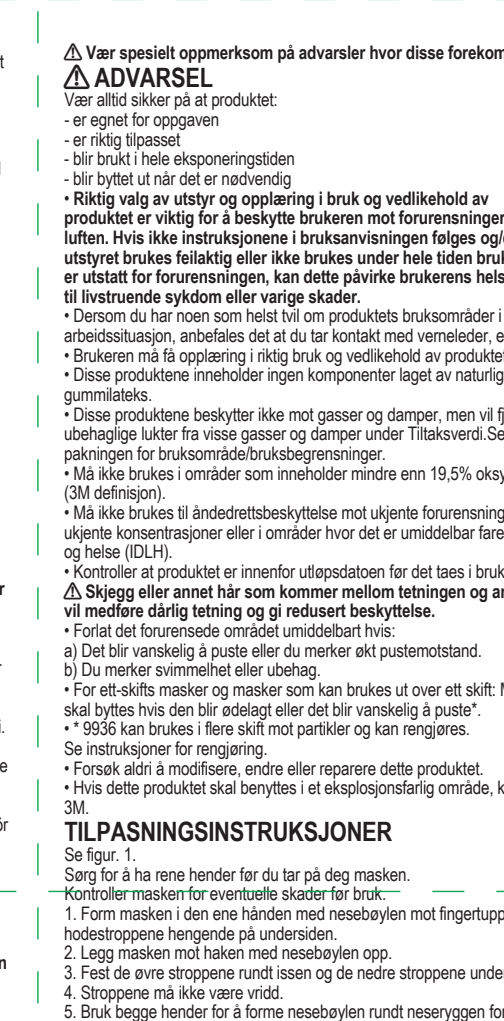 ⚠ Vær spesielt oppmerksom på advarsler hvor disse
⚠ ADVARSEL
Vær alltid sikker på at produktet:
- er egnet for oppgaven
- er riktig tilpasset
- blir brukt i hele eksponeringstiden
- blir byttet ut når det er nødvendig
• Riktig valg av utstyr og opplæring i bruk og vedlikehold av
produktet er viktig for å beskytte brukeren mot
luften. Hvis ikke instruksjonene i bruksanvisningen følges
utstyret brukes feilaktig eller ikke brukes under hele tiden
er utstatt for forurensningen, kan dette påvirke brukerens
til livstruende sykdom eller varige skader.
• Dersom du har noen som helst tvil om produktets bruksområder i
arbeidssituasjon, anbefales det at du tar kontakt med verneleder,
• Brukeren må få opplæring i riktig bruk og vedlikehold av
• Disse produktene inneholder ingen komponenter laget av
gummilateks.
• Disse produktene beskytter ikke mot gasser og damper, men vil
ubehaglige lukter fra visse gasser og damper under Tiltaksverdi.Se
pakningen for bruksområde/bruksbegrensninger.
• Må ikke brukes i områder som inneholder mindre enn 19,5%
(3M definisjon).
• Må ikke brukes til åndedrettsbeskyttelse mot ukjente
ukjente konsentrasjoner eller i områder hvor det er umiddelbar fare
og helse (IDLH).
• Kontroller at produktet er innenfor utløpsdatoen før det taes i bruk
⚠ Skjegg eller annet hår som kommer mellom tetningen og
vil medføre dårlig tetning og gi redusert beskyttelse.
• Forlat det forurensede området umiddelbart hvis:
a) Det blir vanskelig å puste eller du merker økt pustemotstand.
b) Du merker svimmelhet eller ubehag.
• For ett-skifts masker og masker som kan brukes ut over ett skift:
skal byttes hvis den blir ødelagt eller det blir vanskelig å puste*.
• * 9936 kan brukes i flere skift mot partikler og kan rengjøres.
Se instruksjoner for rengjøring.
• Forsøk aldri å modifisere, endre eller reparere dette produktet.
• Hvis dette produktet skal benyttes i et eksplosjonsfarlig område,
3M.
TILPASNINGSINSTRUKSJONER
Se figur. 1.
Sørg for å ha rene hender før du tar på deg masken.
Kontroller masken for eventuelle skader før bruk.
1. Form masken i den ene hånden med nesebøylen mot
hodestroppene hengende på undersiden.
2. Legg masken mot haken med nesebøylen opp.
3. Fest de øvre stroppene rundt issen og de nedre stroppene
4. Stroppene må ikke være vridd.
5. Bruk begge hender for å forme nesebøylen rundt neseryggen